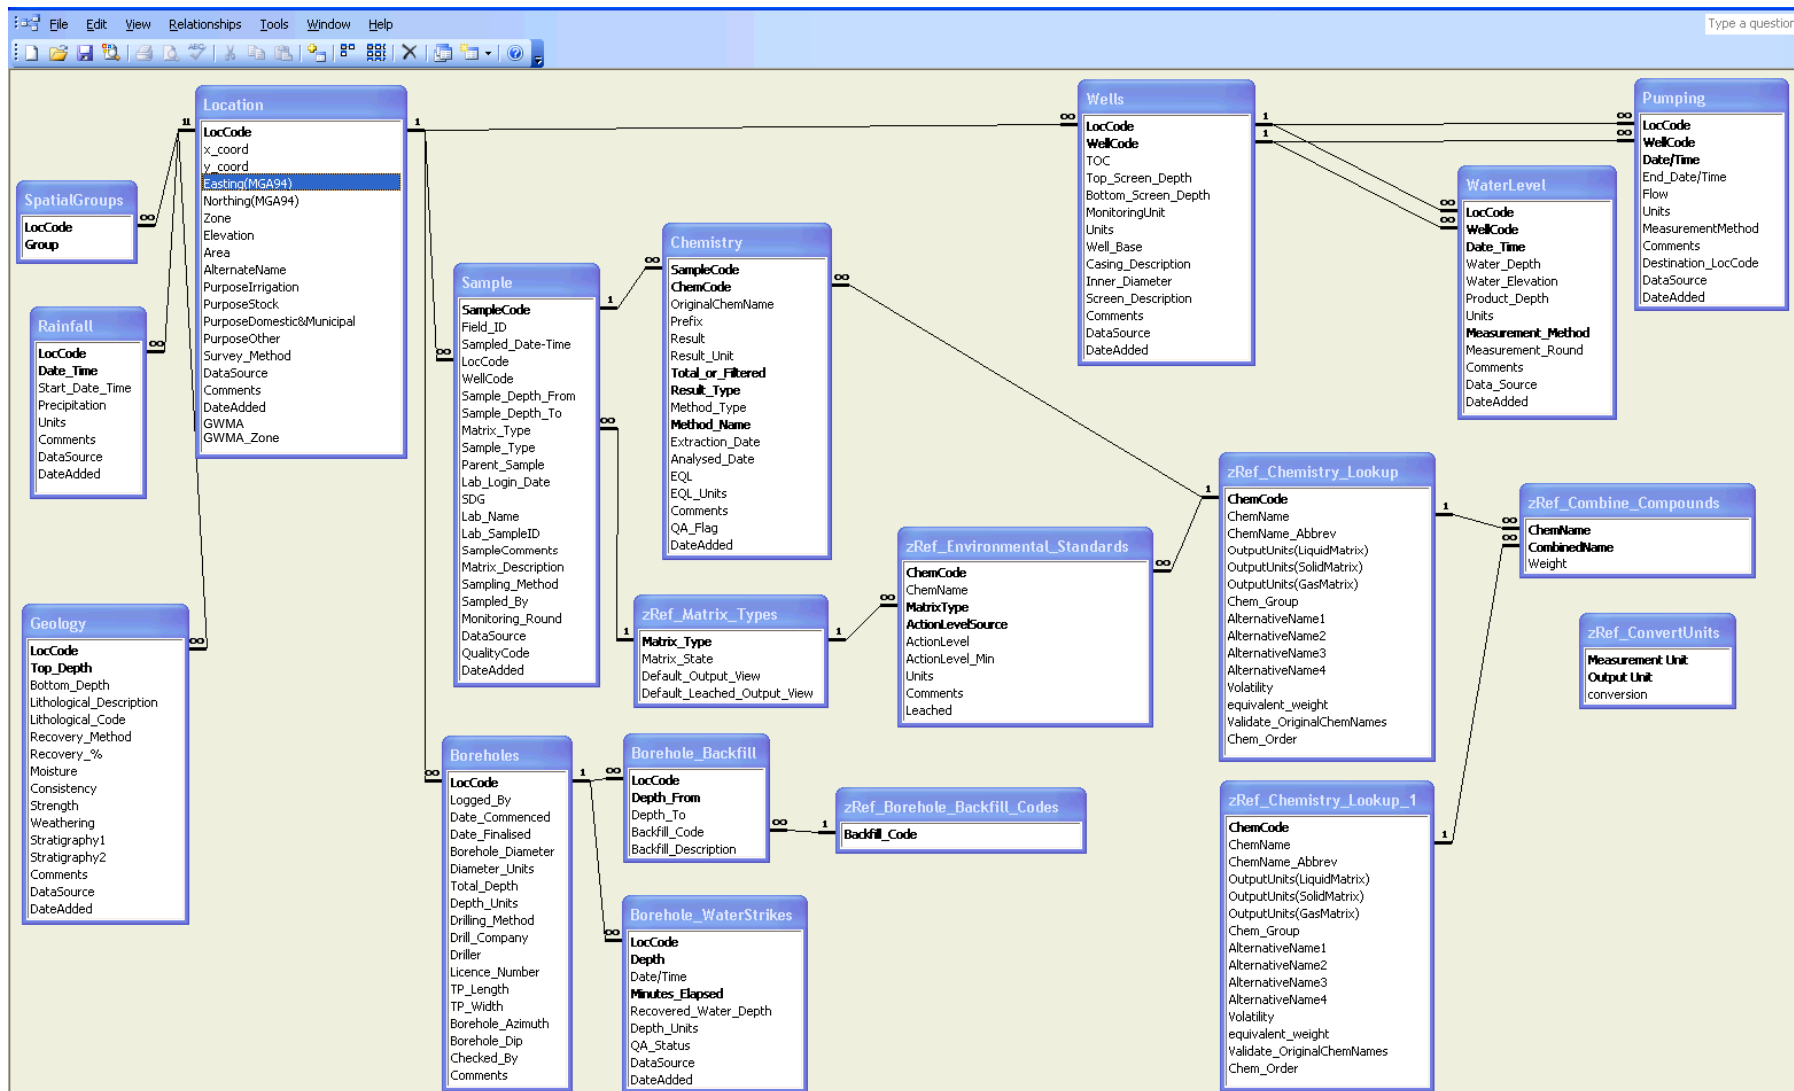 File Edit View Relationships Tools Window Help
Type a question
Location
LocCode
x_coord
y_coord
Easting(MGA94)
Northing(MGA94)
Zone
Elevation
Area
AlternateName
PurposeIrrigation
PurposeStock
PurposeDomestic&Municipal
PurposeOther
Survey_Method
DataSource
Comments
DateAdded
GWMA
GWMA_Zone
SpatialGroups
LocCode
Group
Rainfall
LocCode
Date_Time
Start_Date_Time
Precipitation
Units
Comments
DataSource
DateAdded
Geology
LocCode
Top_Depth
Bottom_Depth
Lithological_Description
Lithological_Code
Recovery_Method
Recovery_%
Moisture
Consistency
Strength
Weathering
Stratigraphy1
Stratigraphy2
Comments
DataSource
DateAdded
Sample
SampleCode
Field_ID
Sampled_Date-Time
LocCode
WellCode
Sample_Depth_From
Sample_Depth_To
Matrix_Type
Sample_Type
Parent_Sample
Lab_Login_Date
SDG
Lab_Name
Lab_SampleID
SampleComments
Matrix_Description
Sampling_Method
Sampled_By
Monitoring_Round
DataSource
QualityCode
DateAdded
Chemistry
SampleCode
ChemCode
OriginalChemName
Prefix
Result
Result_Unit
Total_or_Filtered
Result_Type
Method_Type
Method_Name
Extraction_Date
Analysed_Date
EQL
EQL_Units
Comments
QA_Flag
DateAdded
Wells
LocCode
WellCode
TOC
Top_Screen_Depth
Bottom_Screen_Depth
MonitoringUnit
Units
Well_Base
Casing_Description
Inner_Diameter
Screen_Description
Comments
DataSource
DateAdded
Pumping
LocCode
WellCode
Date/Time
End_Date/Time
Flow
Units
MeasurementMethod
Comments
Destination_LocCode
DataSource
DateAdded
WaterLevel
LocCode
WellCode
Date_Time
Water_Depth
Water_Elevation
Product_Depth
Units
Measurement_Method
Measurement_Round
Comments
Data_Source
DateAdded
zRef_Chemistry_Lookup
ChemCode
ChemName
ChemName_Abbrev
OutputUnits(LiquidMatrix)
OutputUnits(SolidMatrix)
OutputUnits(GasMatrix)
Chem_Group
AlternativeName1
AlternativeName2
AlternativeName3
AlternativeName4
Volatility
equivalent_weight
Validate_OriginalChemNames
Chem_Order
zRef_Combine_Compounds
ChemName
CombinedName
Weight
zRef_ConvertUnits
Measurement Unit
Output Unit
conversion
zRef_Environmental_Standards
ChemCode
ChemName
MatrixType
ActionLevelSource
ActionLevel
ActionLevel_Min
Units
Comments
Leached
zRef_Matrix_Types
Matrix_Type
Matrix_State
Default_Output_View
Default_Leached_Output_View
Boreholes
LocCode
Logged_By
Date_Commenced
Date_Finalised
Borehole_Diameter
Diameter_Units
Total_Depth
Depth_Units
Drilling_Method
Drill_Company
Driller
Licence_Number
TP_Length
TP_Width
Borehole_Azimuth
Borehole_Dip
Checked_By
Comments
Borehole_Backfill
LocCode
Depth_From
Depth_To
Backfill_Code
Backfill_Description
zRef_Borehole_Backfill_Codes
Backfill_Code
Borehole_WaterStrikes
LocCode
Depth
Date/Time
Minutes_Elapsed
Recovered_Water_Depth
Depth_Units
QA_Status
DataSource
DateAdded
zRef_Chemistry_Lookup_1
ChemCode
ChemName
ChemName_Abbrev
OutputUnits(LiquidMatrix)
OutputUnits(SolidMatrix)
OutputUnits(GasMatrix)
Chem_Group
AlternativeName1
AlternativeName2
AlternativeName3
AlternativeName4
Volatility
equivalent_weight
Validate_OriginalChemNames
Chem_Order